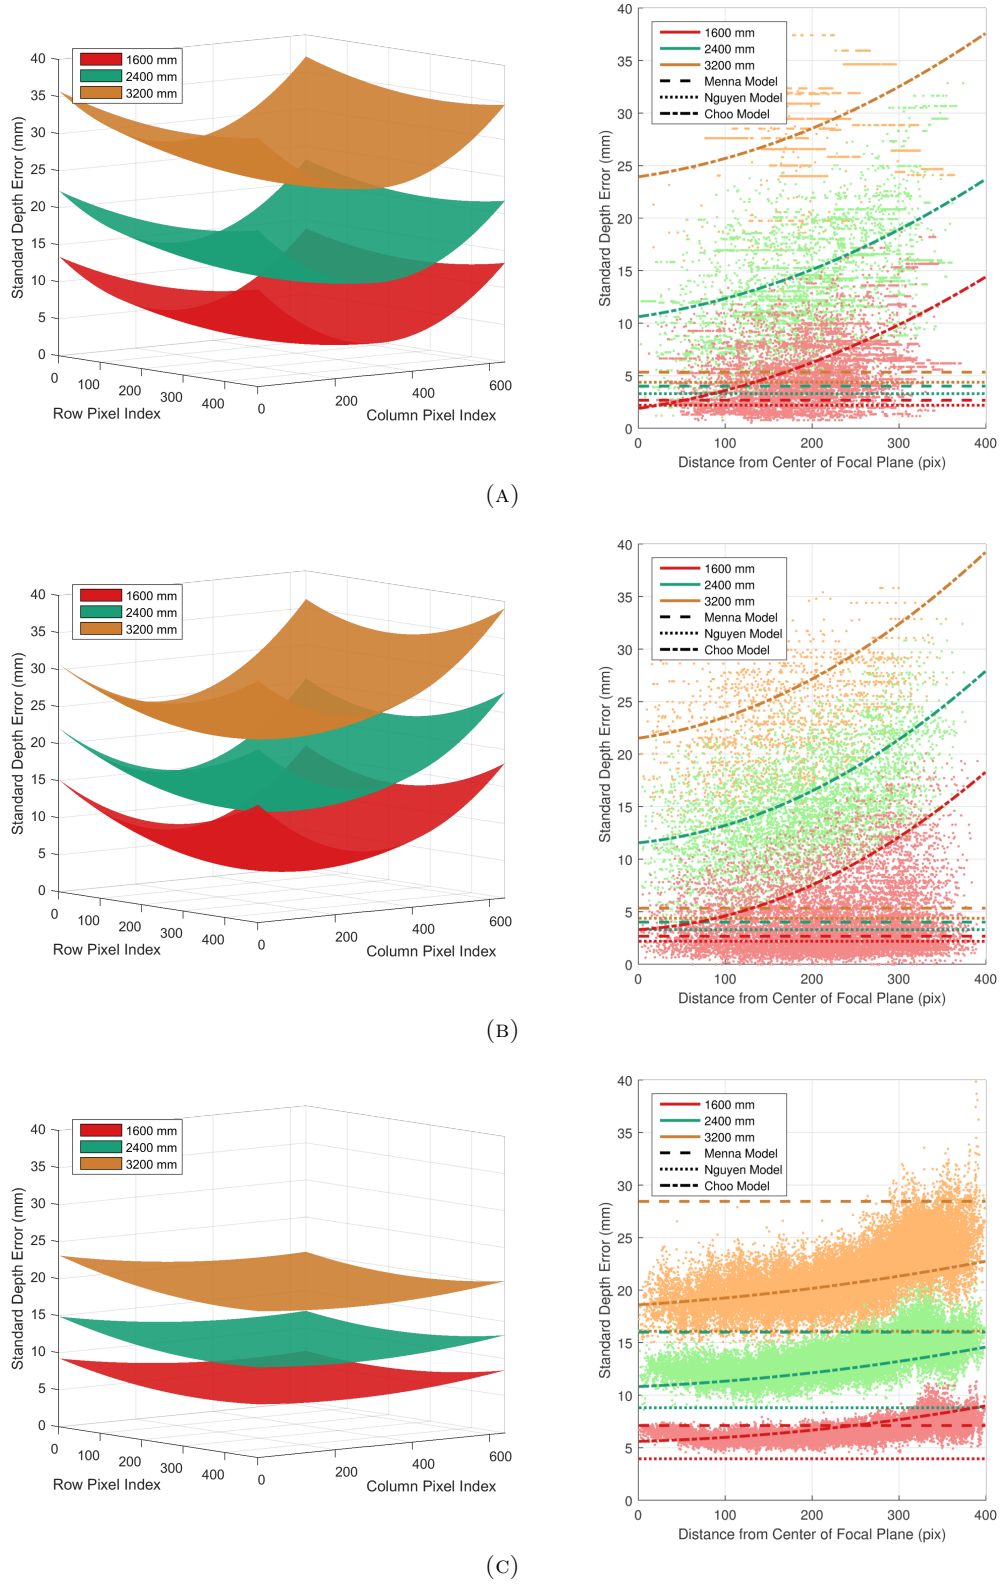 40
35
30
25
20
15
10
5
0
Standard Depth Error (mm)
1600 mm
2400 mm
3200 mm
0
100
200
300
400
Row Pixel Index
0
200
400
600
Column Pixel Index
40
35
30
25
20
15
10
5
0
Standard Depth Error (mm)
1600 mm
2400 mm
3200 mm
Menna Model
Nguyen Model
Choo Model
0
100
200
300
400
Distance from Center of Focal Plane (pix)
(A)
40
35
30
25
20
15
10
5
0
Standard Depth Error (mm)
1600 mm
2400 mm
3200 mm
0
100
200
300
400
Row Pixel Index
0
200
400
600
Column Pixel Index
40
35
30
25
20
15
10
5
0
Standard Depth Error (mm)
1600 mm
2400 mm
3200 mm
Menna Model
Nguyen Model
Choo Model
0
100
200
300
400
Distance from Center of Focal Plane (pix)
(B)
40
35
30
25
20
15
10
5
0
Standard Depth Error (mm)
1600 mm
2400 mm
3200 mm
0
100
200
300
400
Row Pixel Index
0
200
400
600
Column Pixel Index
40
35
30
25
20
15
10
5
0
Standard Depth Error (mm)
1600 mm
2400 mm
3200 mm
Menna Model
Nguyen Model
Choo Model
0
100
200
300
400
Distance from Center of Focal Plane (pix)
(C)